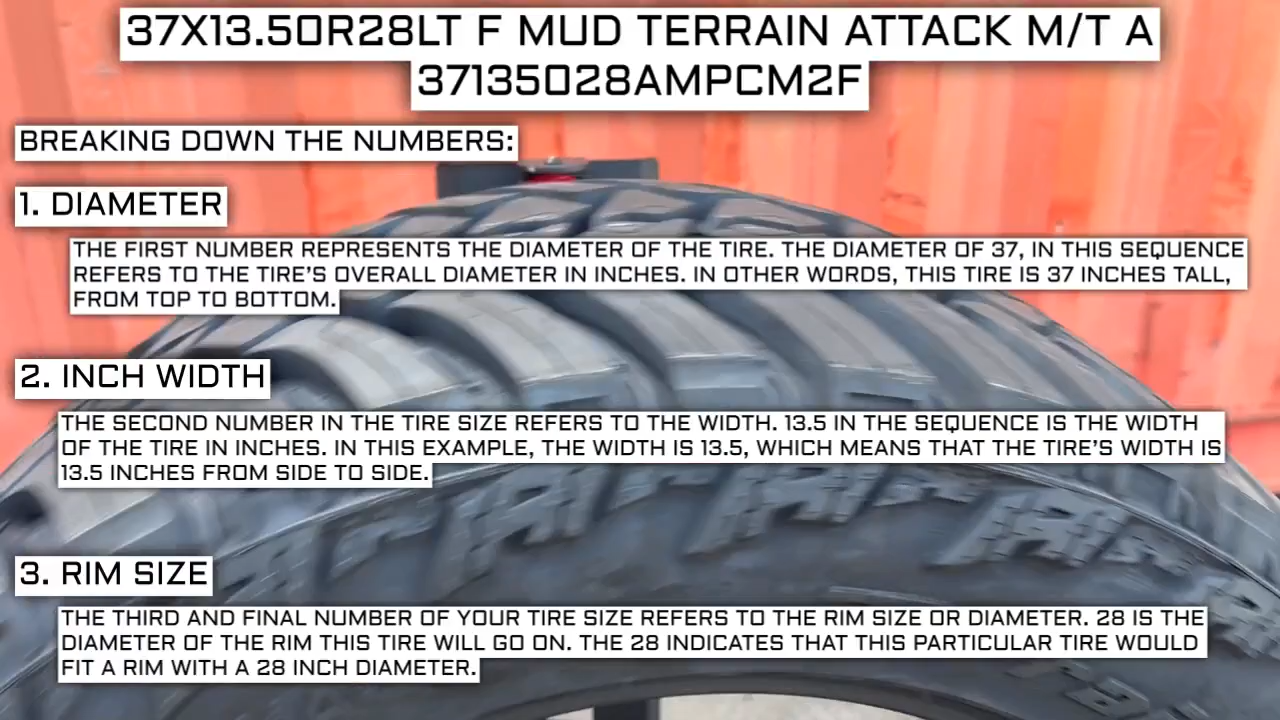 37X13.50R28LT F MUD TERRAIN ATTACK M/T A
37135028AMPCM2F
BREAKING DOWN THE NUMBERS:
1. DIAMETER
THE FIRST NUMBER REPRESENTS THE DIAMETER OF THE TIRE. THE DIAMETER OF 37, IN THIS SEQUENCE
REFERS TO THE TIRE'S OVERALL DIAMETER IN INCHES. IN OTHER WORDS, THIS TIRE IS 37 INCHES TALL,
FROM TOP TO BOTTOM.
2. INCH WIDTH
THE SECOND NUMBER IN THE TIRE SIZE REFERS TO THE WIDTH. 13.5 IN THE SEQUENCE IS THE WIDTH
OF THE TIRE IN INCHES. IN THIS EXAMPLE, THE WIDTH IS 13.5, WHICH MEANS THAT THE TIRE'S WIDTH IS
13.5 INCHES FROM SIDE TO SIDE.
3. RIM SIZE
THE THIRD AND FINAL NUMBER OF YOUR TIRE SIZE REFERS TO THE RIM SIZE OR DIAMETER. 28 IS THE
DIAMETER OF THE RIM THIS TIRE WILL GO ON. THE 28 INDICATES THAT THIS PARTICULAR TIRE WOULD
FIT A RIM WITH A 28 INCH DIAMETER.